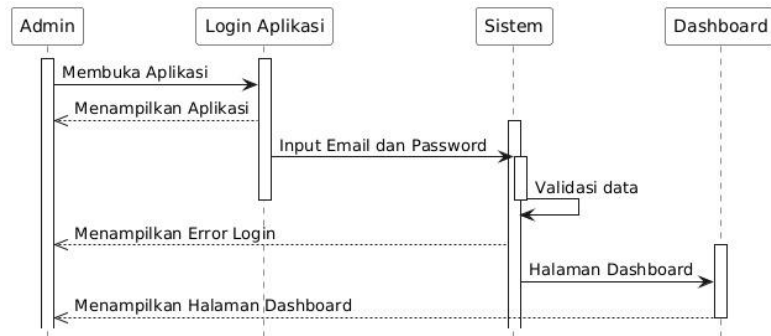 Admin
Login Aplikasi
Sistem
Dashboard
Membuka Aplikasi
Menampilkan Aplikasi
Input Email dan Password
Validasi data
Menampilkan Error Login
Halaman Dashboard
Menampilkan Halaman Dashboard